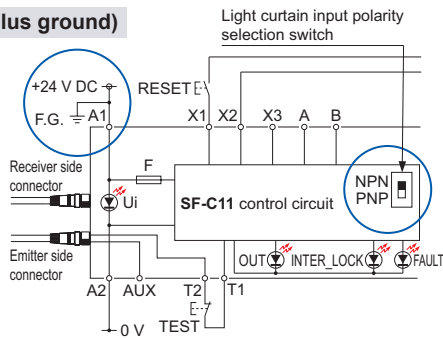 lus ground)
Light curtain input polarity
selection switch
+24 V DC
RESET
F.G.
A1
X1
X2
X3
A
B
Receiver side
connector
F
Ui
SF-C11 control circuit
NPN
PNP
Emitter side
connector
OUT
INTER_LOCK
FAULT
A2
AUX
T2
T1
TEST
0 V